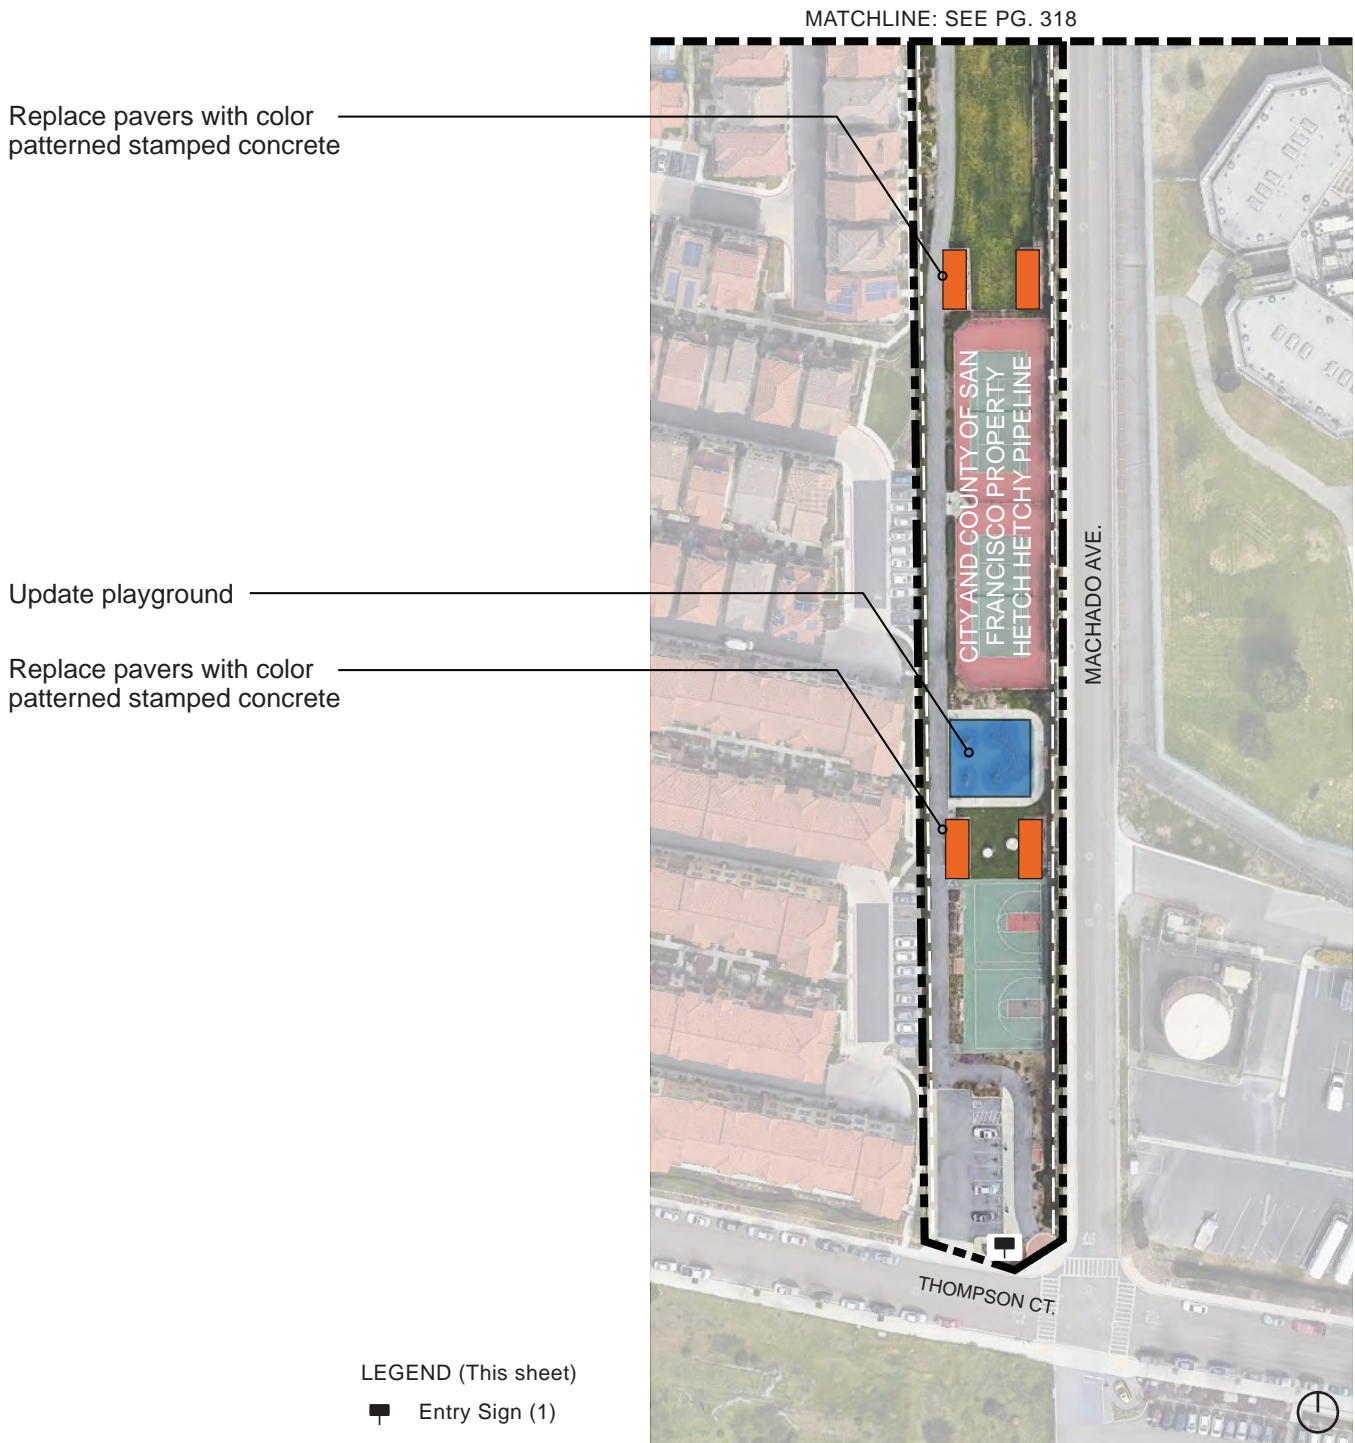 MATCHLINE: SEE PG. 318
Replace pavers with color
patterned stamped concrete
CITY AND COUNTY OF SAN
FRANCISCO PROPERTY
HETCH HETCHY PIPELINE
MACHADO AVE.
Update playground
Replace pavers with color
patterned stamped concrete
THOMPSON CT.
LEGEND (This sheet)
Entry Sign (1)